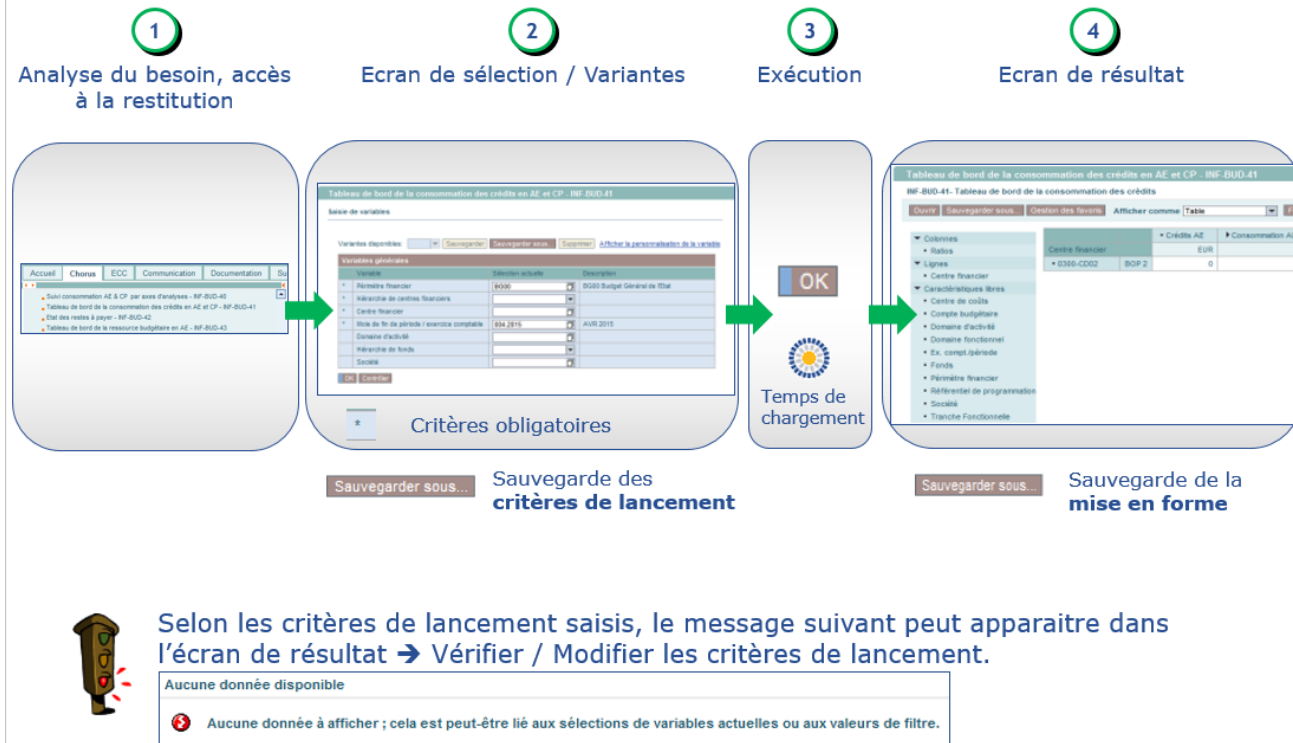 1
2
3
4
Analyse du besoin, accès
à la restitution
Ecran de sélection / Variantes
Exécution
Ecran de résultat
Accueil Chorus ECC Communication Documentation Su
Suivi consommation AE & CP par axes d'analyses - INF-BUD-40
Tableau de bord de la consommation des crédits en AE et CP - INF-BUD-41
Etat des restes à payer - INF-BUD-42
Tableau de bord de la ressource budgétaire en AE - INF-BUD-43
Tableau de bord de la consommation des crédits en AE et CP - INF-BUD-41
Saisie de variables
Variantes disponibles: Sauvegarder Sauvegarder sous... Supprimer Afficher la personnalisation de la variable
Variables générales
Variable Sélection actuelle Description
* Périmètre financier BG00 BG00 Budget Général de l'Etat
* Hiérarchie de centres financiers
* Centre financier
* Mois de fin de période / exercice comptable 004.2015 AVR 2015
Domaine d'activité
Hiérarchie de fonds
Société
OK Contrôler
* Critères obligatoires
OK
Temps de
chargement
Tableau de bord de la consommation des crédits en AE et CP - INF-BUD-41
INF-BUD-41- Tableau de bord de la consommation des crédits
Ouvrir Sauvegarder sous... Gestion des favoris Afficher comme Table F
Colonnes
• Ratios
Lignes
• Centre financier
Caractéristiques libres
• Centre de coûts
• Compte budgétaire
• Domaine d'activité
• Domaine fonctionnel
• Ex. compt./période
• Fonds
• Périmètre financier
• Référentiel de programmation
• Société
• Tranche Fonctionnelle
• Crédits AE Consommation AE
Centre financier EUR
• 0300-CD02 BOP 2 0
Sauvegarder sous... Sauvegarde des
critères de lancement
Sauvegarder sous... Sauvegarde de la
mise en forme
Selon les critères de lancement saisis, le message suivant peut apparaitre dans
l'écran de résultat ➔ Vérifier / Modifier les critères de lancement.
Aucune donnée disponible
Aucune donnée à afficher ; cela est peut-être lié aux sélections de variables actuelles ou aux valeurs de filtre.